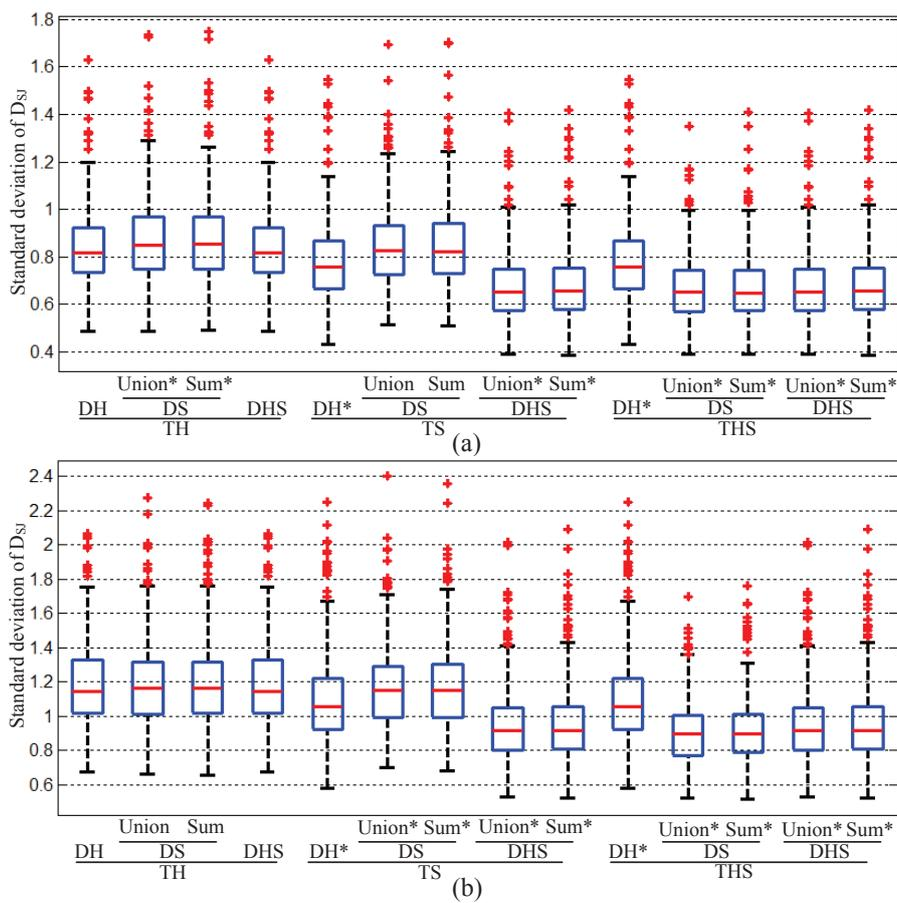 1.8
1.6
1.4
1.2
1
0.8
0.6
0.4
Standard deviation of DSJ
Union* Sum* Union Sum Union* Sum* Union* Sum* Union* Sum*
DH DS DHS DH* DS DHS DH* DS DHS
TH TS THS
(a)
2.4
2.2
2
1.8
1.6
1.4
1.2
1
0.8
0.6
Standard deviation of DSJ
Union Sum Union* Sum* Union* Sum* Union* Sum* Union* Sum*
DH DS DHS DH* DS DHS DH* DS DHS
TH TS THS
(b)